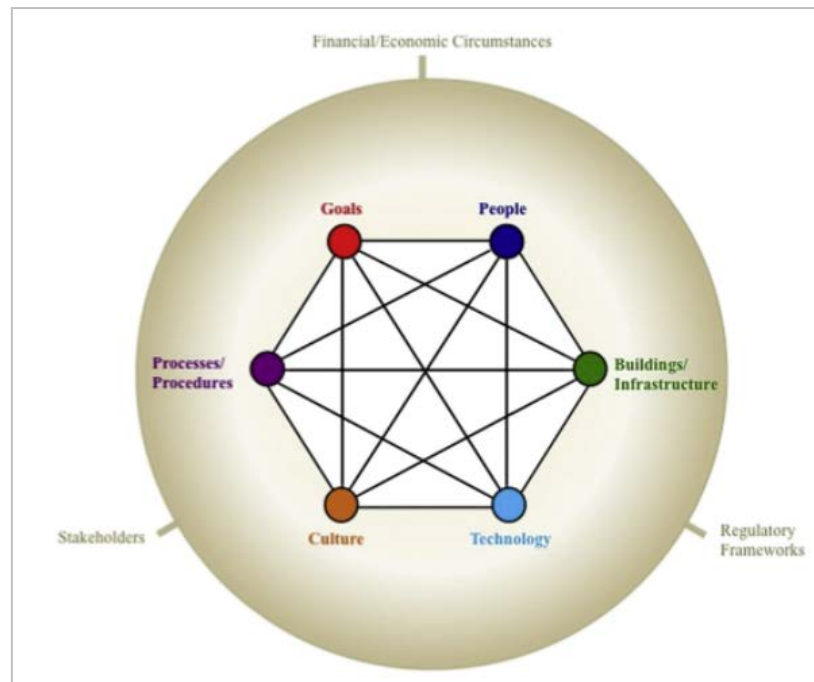 Financial/Economic Circumstances
Goals
People
Processes/
Procedures
Buildings/
Infrastructure
Culture
Technology
Stakeholders
Regulatory
Frameworks